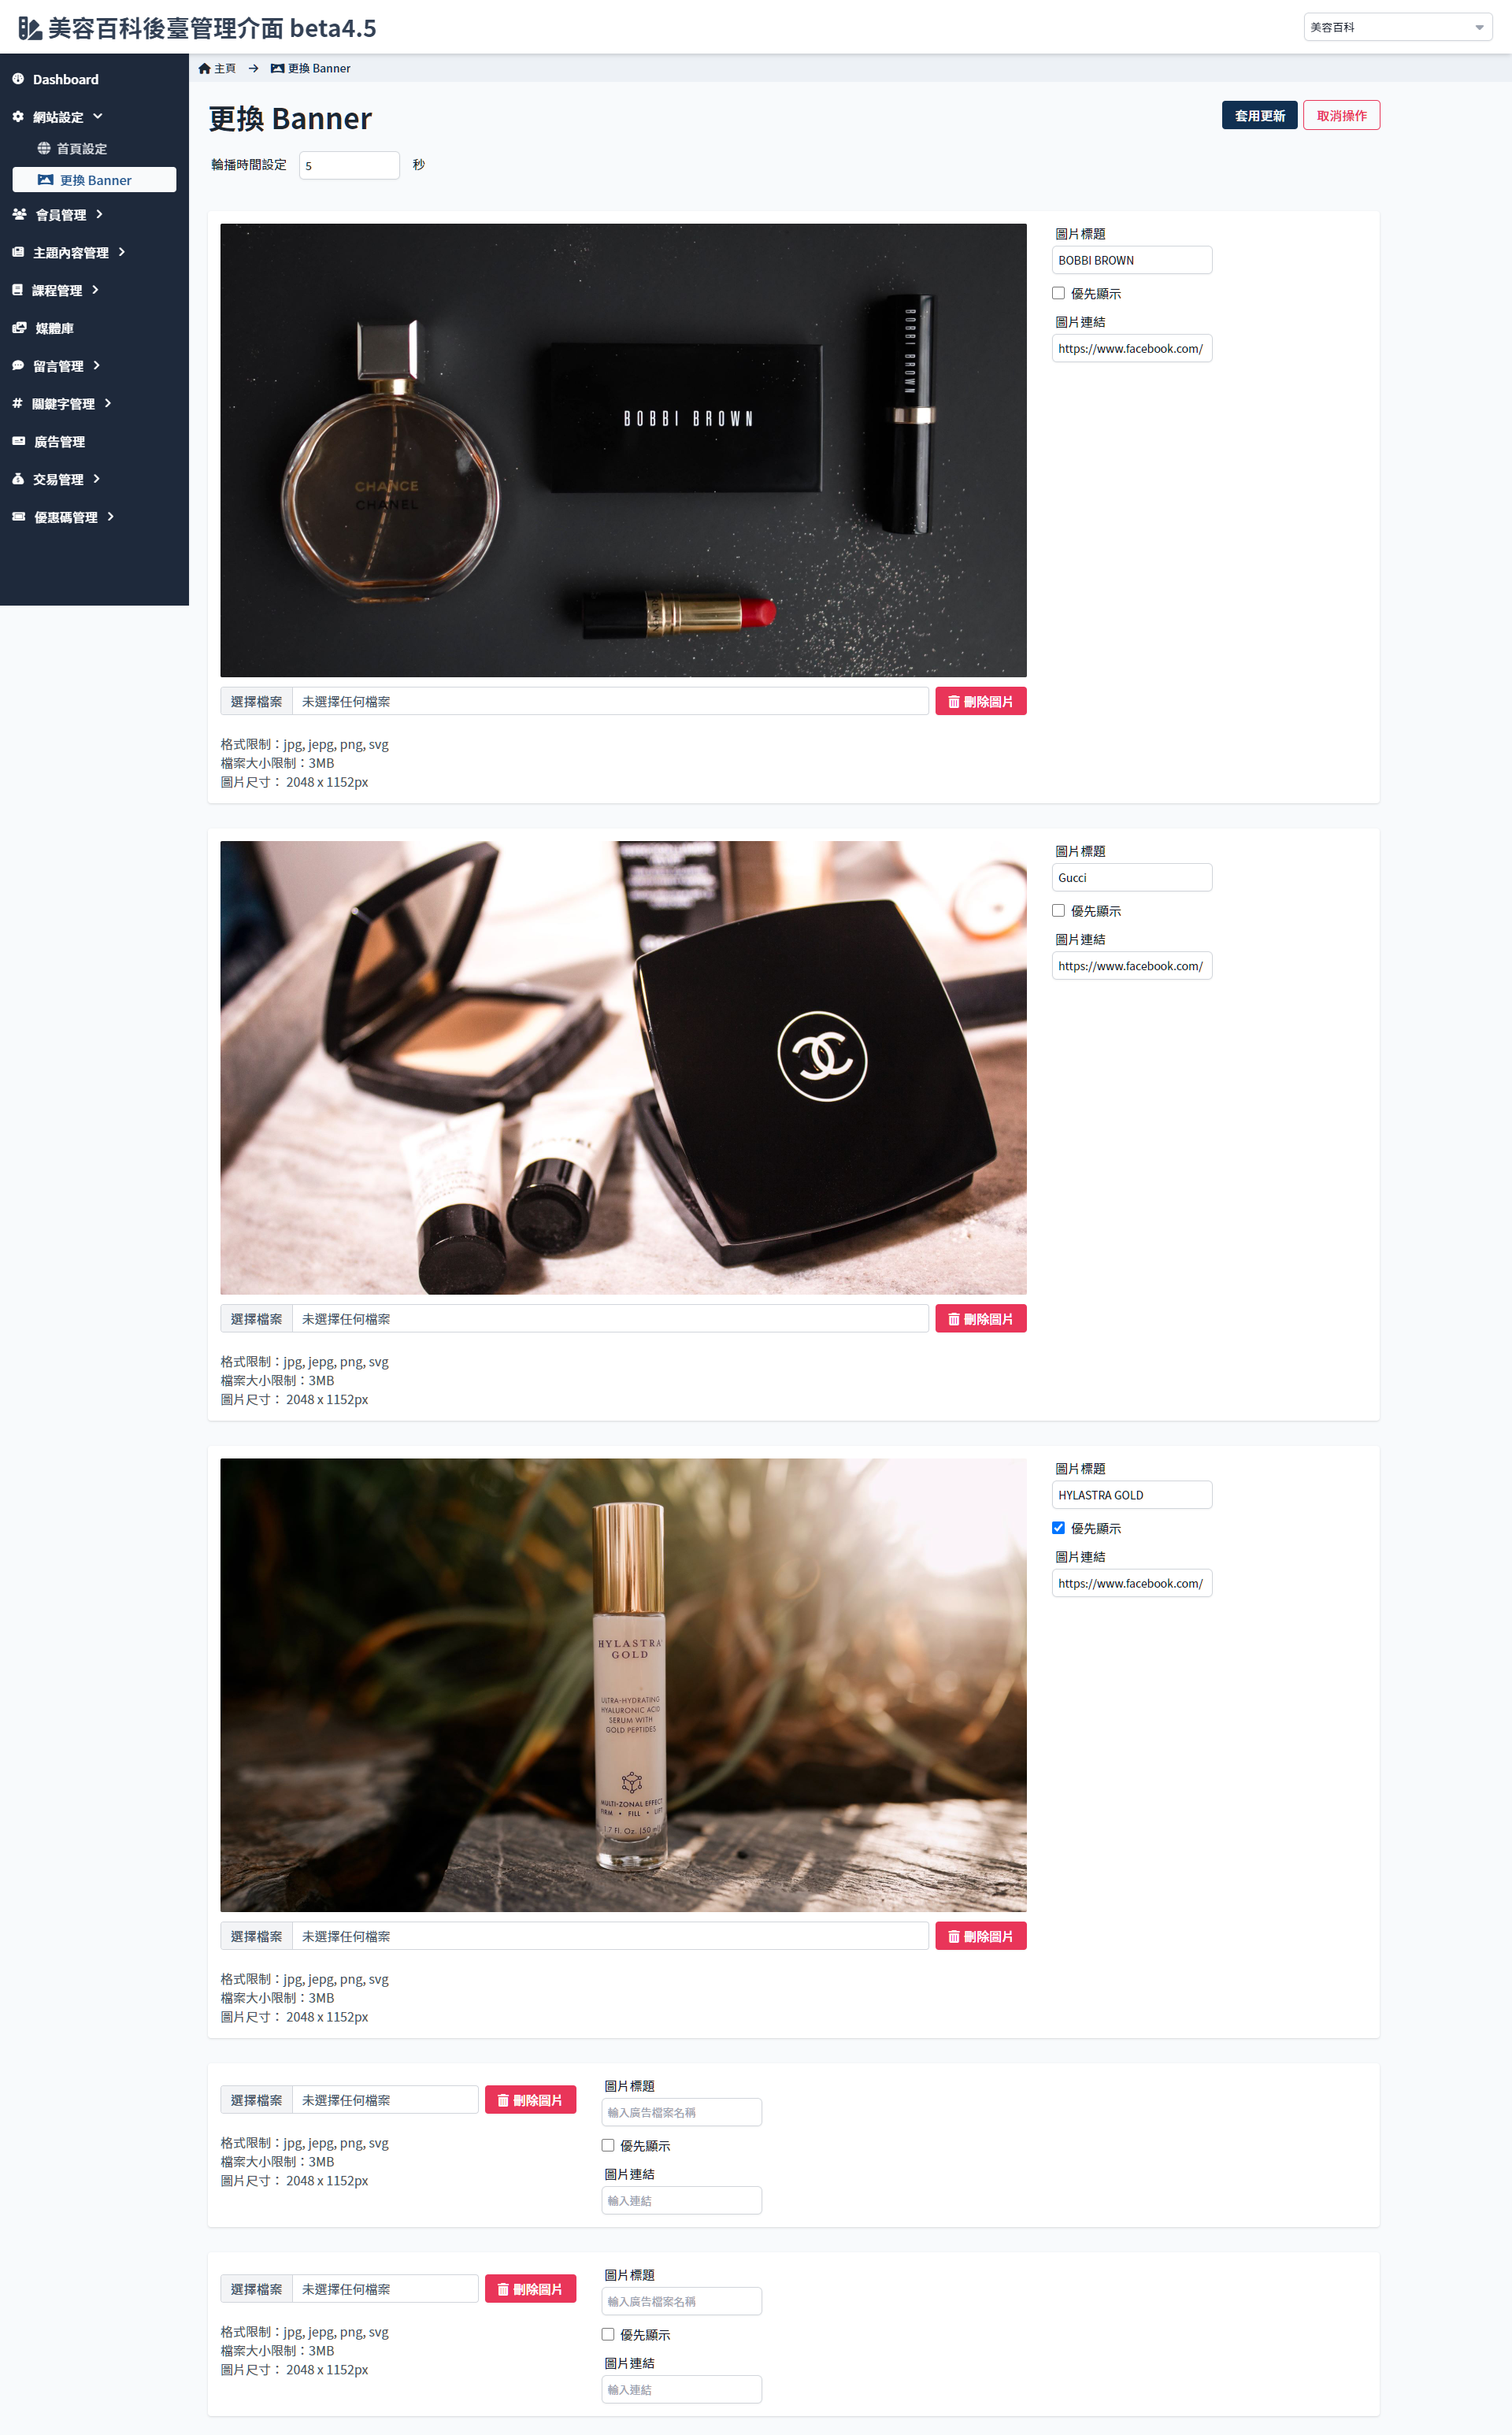 美容百科後臺管理介面 beta4.5
美容百科
Dashboard
網站設定
首頁設定
更換 Banner
會員管理
主題內容管理
課程管理
媒體庫
留言管理
關鍵字管理
廣告管理
交易管理
優惠碼管理
主頁
更換 Banner
更換 Banner
套用更新
取消操作
輪播時間設定
5
秒
CHANCE
CHANEL
BOBBI BROWN
BOBBI BROWN
圖片標題
BOBBI BROWN
優先顯示
圖片連結
https://www.facebook.com/
選擇檔案
未選擇任何檔案
刪除圖片
格式限制：jpg, jepg, png, svg
檔案大小限制：3MB
圖片尺寸： 2048 x 1152px
圖片標題
Gucci
優先顯示
圖片連結
https://www.facebook.com/
選擇檔案
未選擇任何檔案
刪除圖片
格式限制：jpg, jepg, png, svg
檔案大小限制：3MB
圖片尺寸： 2048 x 1152px
HYLASTRA
GOLD
ULTRA-HYDRATING
HYALURONIC ACID
SERUM WITH
GOLD PEPTIDES
MULTI-ZONAL EFFECT
FIRM • FILL • LIFT
1.7 Fl. Oz. (50 ml)
圖片標題
HYLASTRA GOLD
優先顯示
圖片連結
https://www.facebook.com/
選擇檔案
未選擇任何檔案
刪除圖片
格式限制：jpg, jepg, png, svg
檔案大小限制：3MB
圖片尺寸： 2048 x 1152px
選擇檔案
未選擇任何檔案
刪除圖片
格式限制：jpg, jepg, png, svg
檔案大小限制：3MB
圖片尺寸： 2048 x 1152px
圖片標題
輸入廣告檔案名稱
優先顯示
圖片連結
輸入連結
選擇檔案
未選擇任何檔案
刪除圖片
格式限制：jpg, jepg, png, svg
檔案大小限制：3MB
圖片尺寸： 2048 x 1152px
圖片標題
輸入廣告檔案名稱
優先顯示
圖片連結
輸入連結